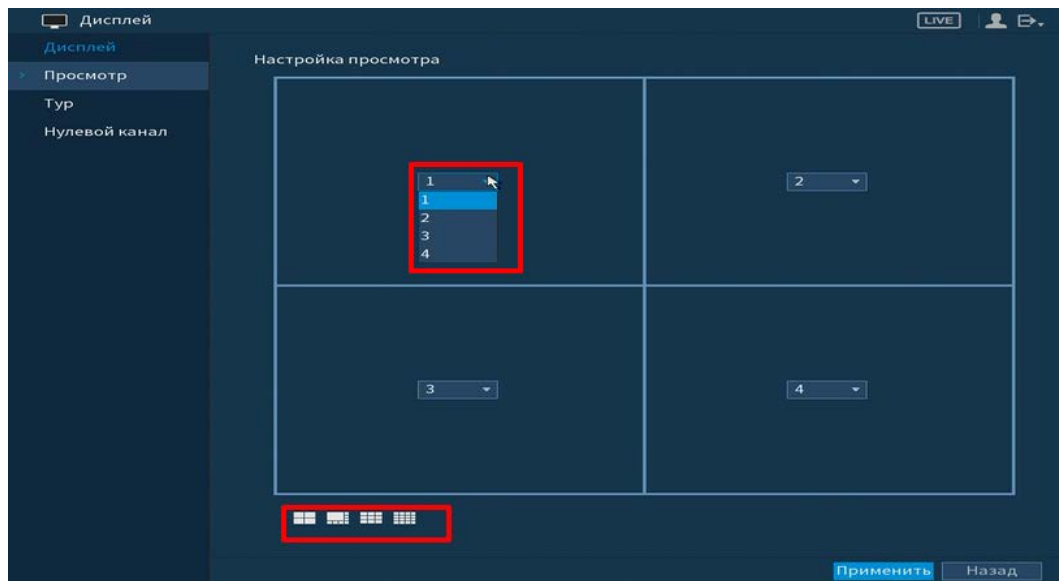 Дисплей
LIVE
Дисплей
Просмотр
Тур
Нулевой канал
Настройка просмотра
1
1
2
3
4
2
3
4
Применить
Назад